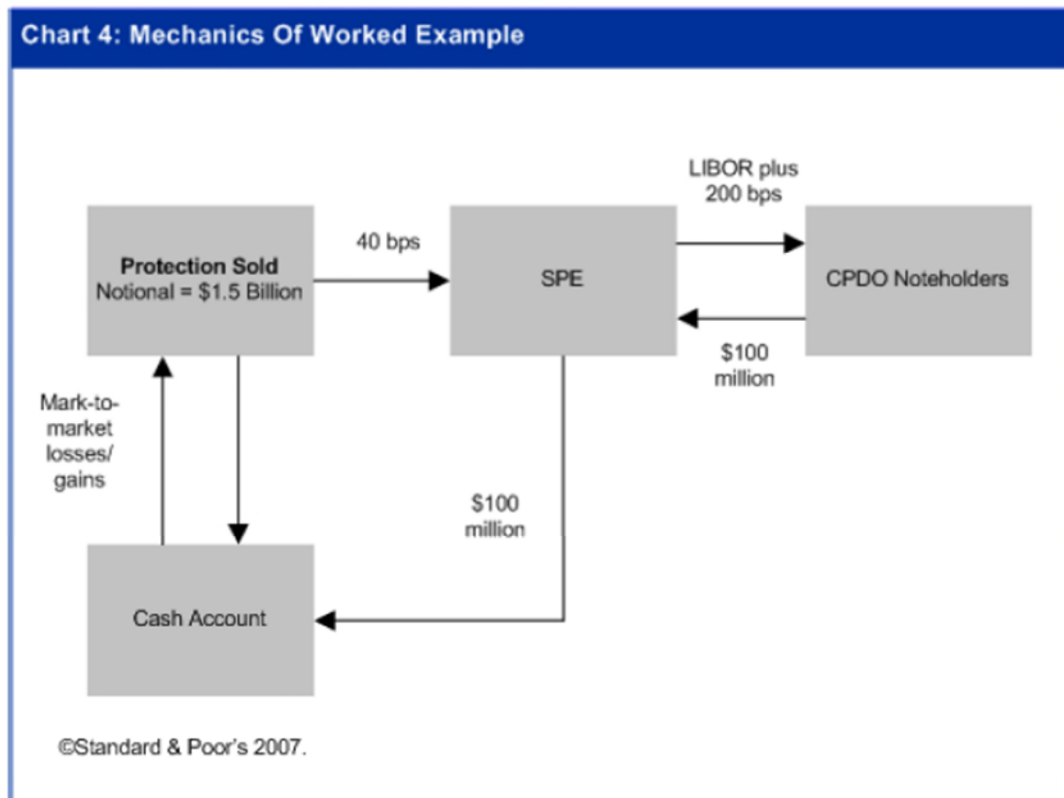 Chart 4: Mechanics Of Worked Example
LIBOR plus
200 bps
40 bps
Protection Sold
Notional = $1.5 Billion
SPE
CPDO Noteholders
$100
million
Mark-to-
market
losses/
gains
$100
million
Cash Account
©Standard & Poor's 2007.